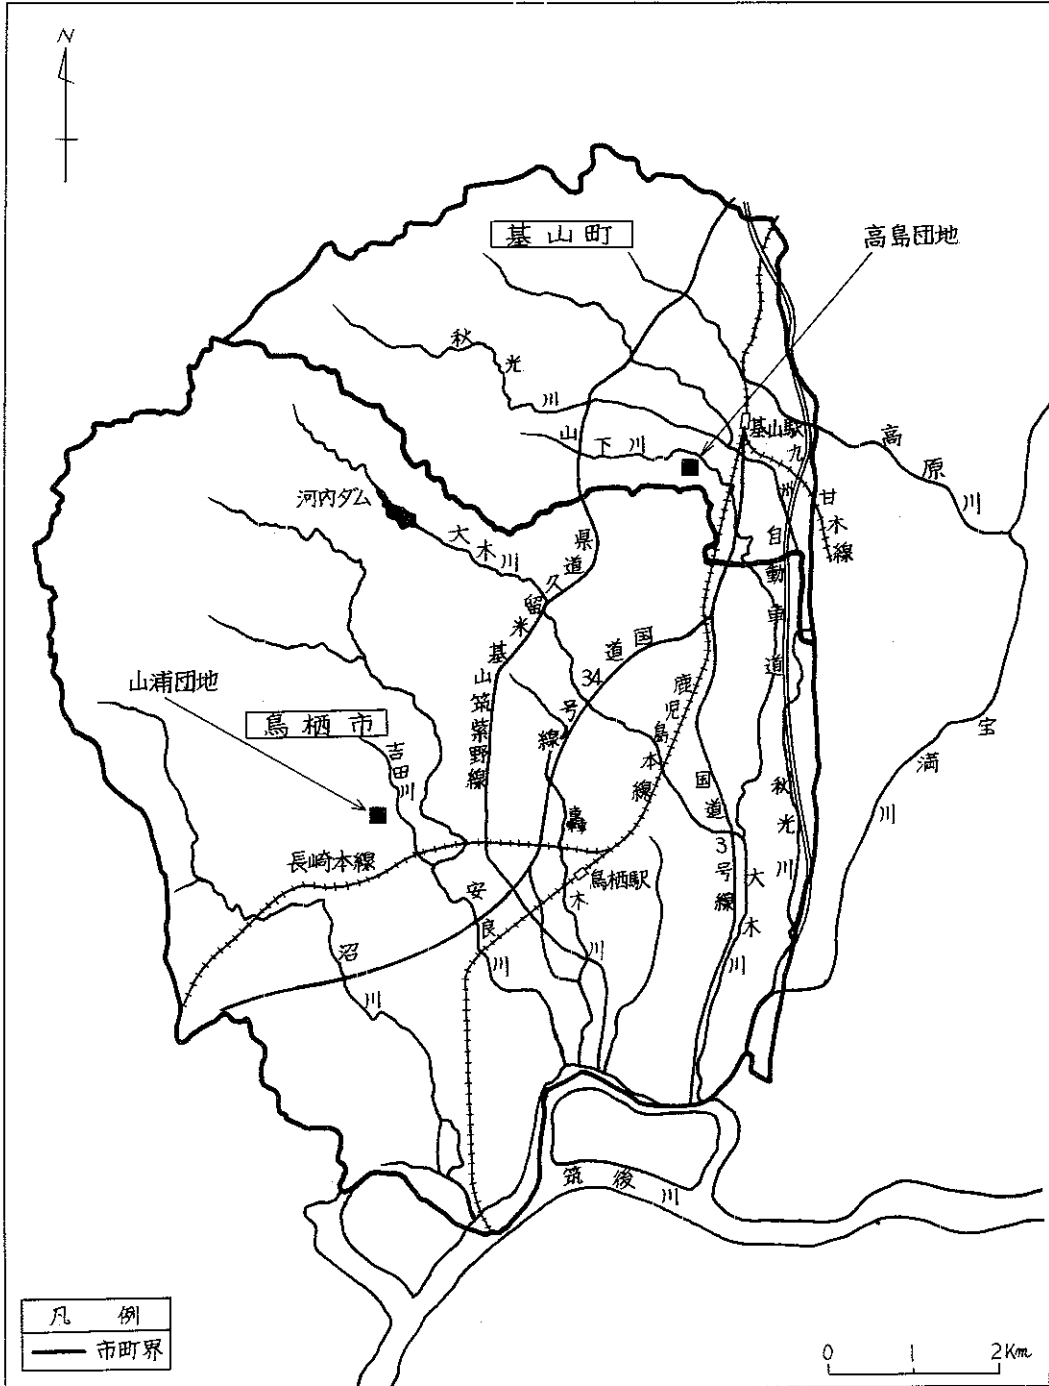 N
基山町
高島団地
秋光川
山下川
基山駅
高原川
甘木線
九州自動車道
河内ダム
大木川
県道久留米基山筑紫野線
国道34号線
鹿児島本線
山浦団地
鳥栖市
吉田川
宝満川
国道3号線
秋光川
大木川
長崎本線
轟木川
鳥栖駅
安良川
沼川
筑後川
凡例
市町界
0 1 2Km